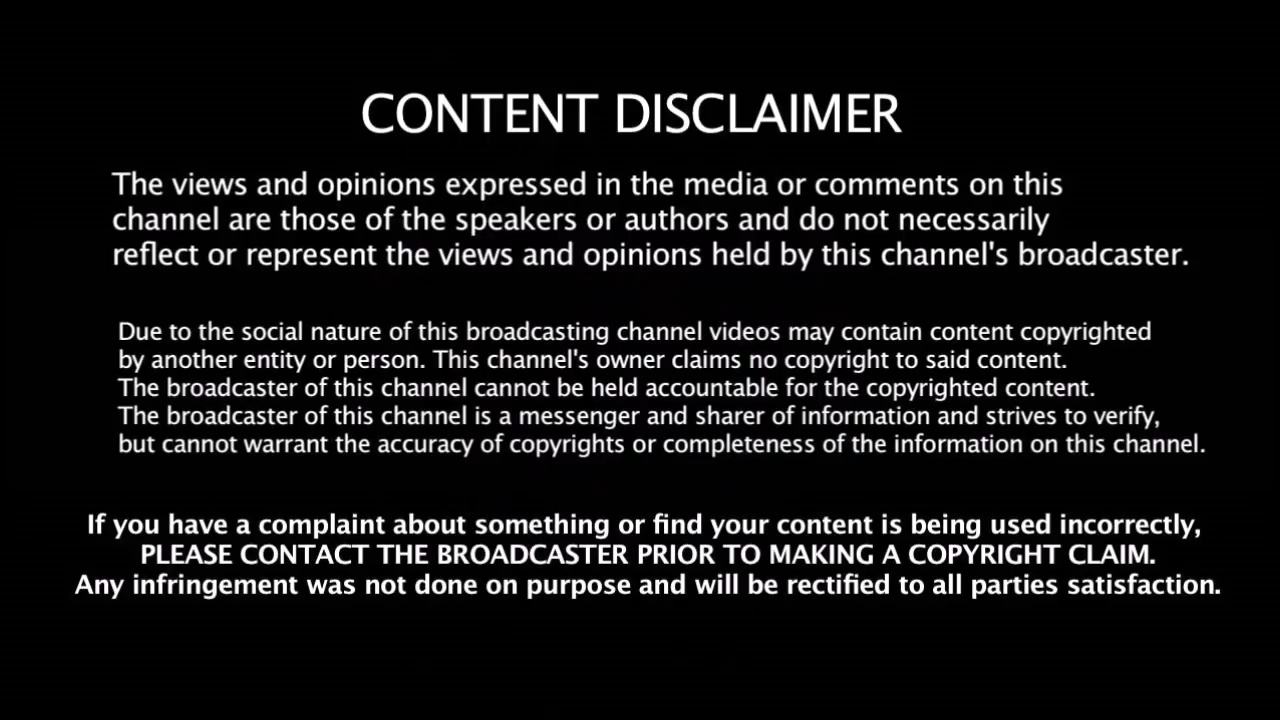 CONTENT DISCLAIMER
The views and opinions expressed in the media or comments on this
channel are those of the speakers or authors and do not necessarily
reflect or represent the views and opinions held by this channel's broadcaster.
Due to the social nature of this broadcasting channel videos may contain content copyrighted
by another entity or person. This channel's owner claims no copyright to said content.
The broadcaster of this channel cannot be held accountable for the copyrighted content.
The broadcaster of this channel is a messenger and sharer of information and strives to verify,
but cannot warrant the accuracy of copyrights or completeness of the information on this channel.
If you have a complaint about something or find your content is being used incorrectly,
PLEASE CONTACT THE BROADCASTER PRIOR TO MAKING A COPYRIGHT CLAIM.
Any infringement was not done on purpose and will be rectified to all parties satisfaction.